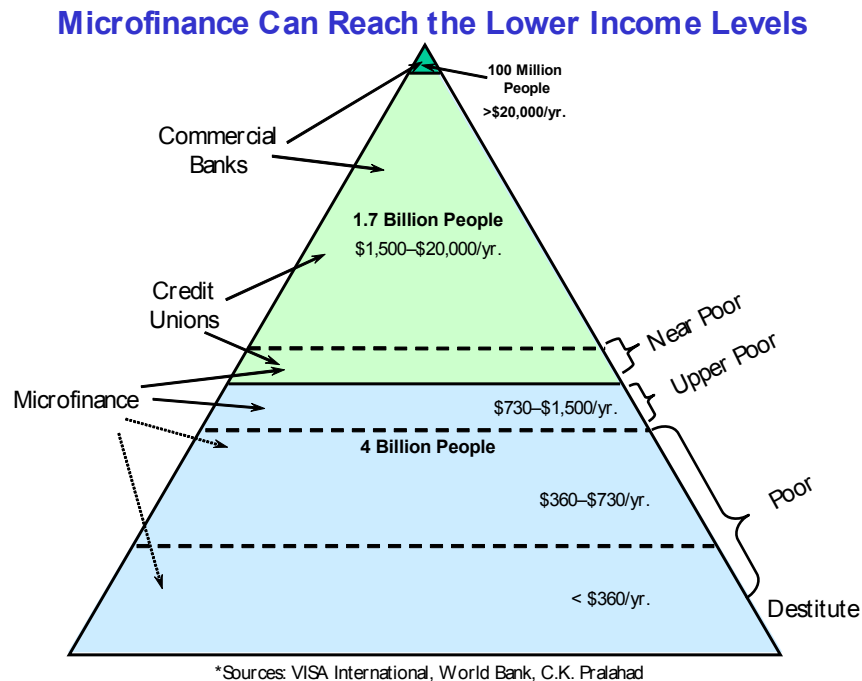 Microfinance Can Reach the Lower Income Levels
100 Million
People
>$20,000/yr.
Commercial
Banks
1.7 Billion People
$1,500–$20,000/yr.
Credit
Unions
Near Poor
Upper Poor
Microfinance
$730–$1,500/yr.
4 Billion People
$360–$730/yr.
Poor
< $360/yr.
Destitute
*Sources: VISA International, World Bank, C.K. Pralahad